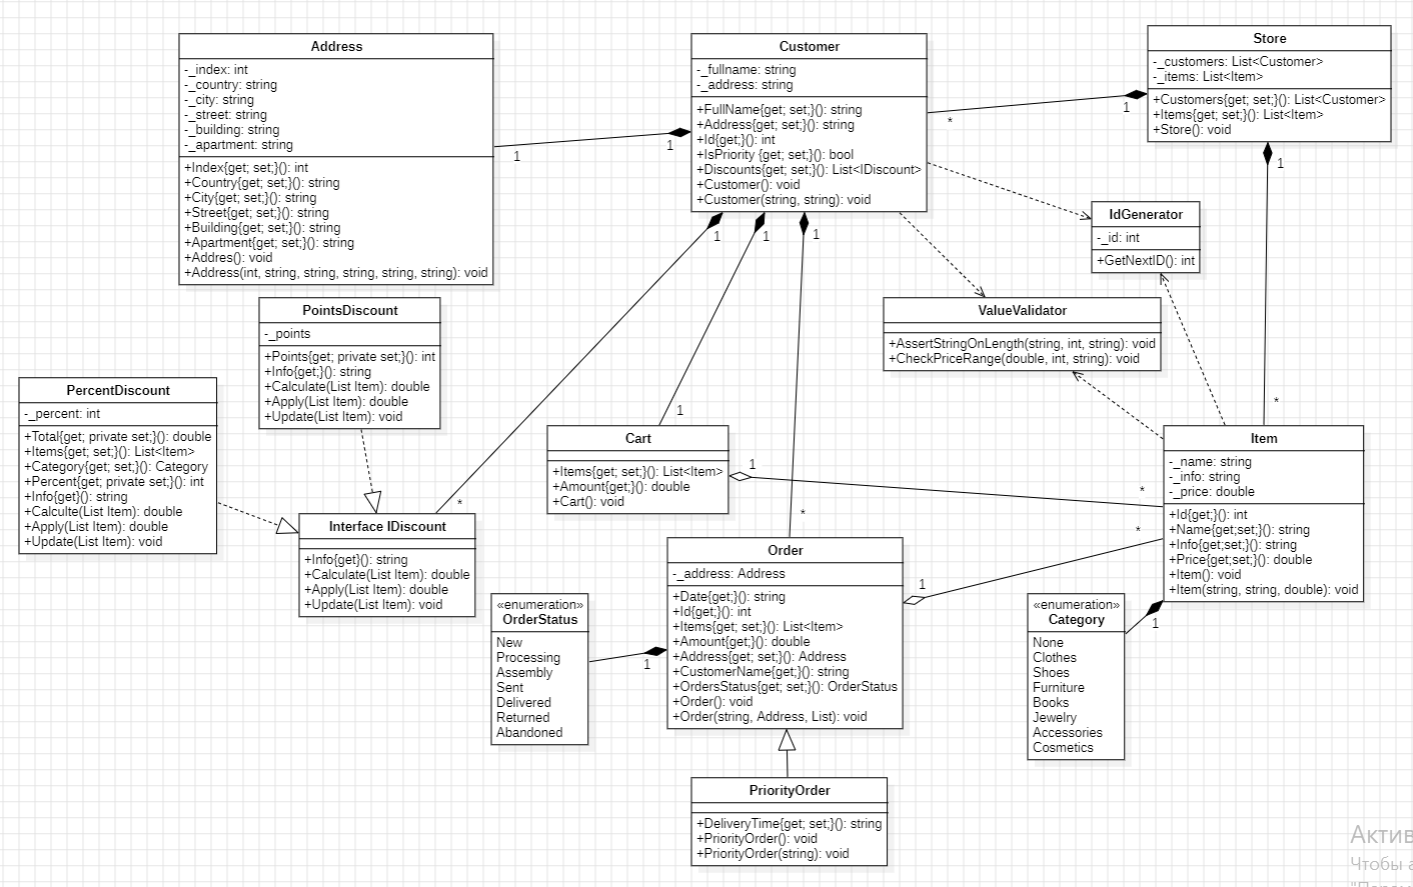 Address
-_index: int
-_country: string
-_city: string
-_street: string
-_building: string
-_apartment: string
+Index{get; set;}(): int
+Country{get; set;}(): string
+City{get; set;}(): string
+Street{get; set;}(): string
+Building{get; set;}(): string
+Apartment{get; set;}(): string
+Addres(): void
+Address(int, string, string, string, string, string): void
1
1
Customer
-_fullname: string
-_address: string
+FullName{get; set;}(): string
+Address{get; set;}(): string
+Id{get;}(): int
+IsPriority {get; set;}(): bool
+Discounts{get; set;}(): List<IDiscount>
+Customer(): void
+Customer(string, string): void
1
1
1
*
1
Store
-_customers: List<Customer>
-_items: List<Item>
+Customers{get; set;}(): List<Customer>
+Items{get; set;}(): List<Item>
+Store(): void
1
*
IdGenerator
-_id: int
+GetNextID(): int
ValueValidator
+AssertStringOnLength(string, int, string): void
+CheckPriceRange(double, int, string): void
PointsDiscount
-_points
+Points{get; private set;}(): int
+Info{get;}(): string
+Calculate(List Item): double
+Apply(List Item): double
+Update(List Item): void
PercentDiscount
-_percent: int
+Total{get; private set;}(): double
+Items{get; set;}(): List<Item>
+Category{get; set;}(): Category
+Percent{get; private set;}(): int
+Info{get}(): string
+Calculte(List Item): double
+Apply(List Item): double
+Update(List Item): void
*
Interface IDiscount
+Info{get}(): string
+Calculate(List Item): double
+Apply(List Item): double
+Update(List Item): void
1
Cart
+Items{get; set;}(): List<Item>
+Amount{get;}(): double
+Cart(): void
1
*
Item
-_name: string
-_info: string
-_price: double
+Id{get;}(): int
+Name{get;set;}(): string
+Info{get;set;}(): string
+Price{get;set;}(): double
+Item(): void
+Item(string, string, double): void
*
1
*
Order
-_address: Address
+Date{get;}(): string
+Id{get;}(): int
+Items{get; set;}(): List<Item>
+Amount{get;}(): double
+Address{get; set;}(): Address
+CustomerName{get;}(): string
+OrdersStatus{get; set;}(): OrderStatus
+Order(): void
+Order(string, Address, List): void
1
«enumeration»
OrderStatus
New
Processing
Assembly
Sent
Delivered
Returned
Abandoned
1
«enumeration»
Category
None
Clothes
Shoes
Furniture
Books
Jewelry
Accessories
Cosmetics
PriorityOrder
+DeliveryTime{get; set;}(): string
+PriorityOrder(): void
+PriorityOrder(string): void
Актив
Чтобы а